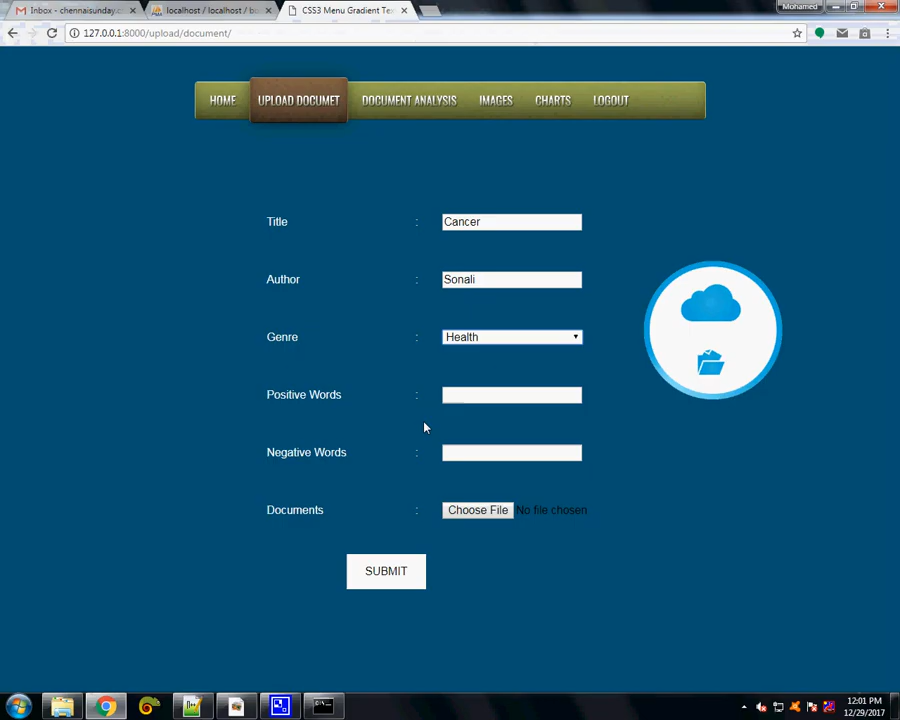 Inbox - chennaisunday.c
localhost / localhost / b
CSS3 Menu Gradient Te
Mohamed
127.0.0.1:8000/upload/document/
HOME UPLOAD DOCUMET DOCUMENT ANALYSIS IMAGES CHARTS LOGOUT
Title : Cancer
Author : Sonali
Genre : Health
Positive Words :
Negative Words :
Documents : Choose File No file chosen
SUBMIT
12:01 PM
12/29/2017